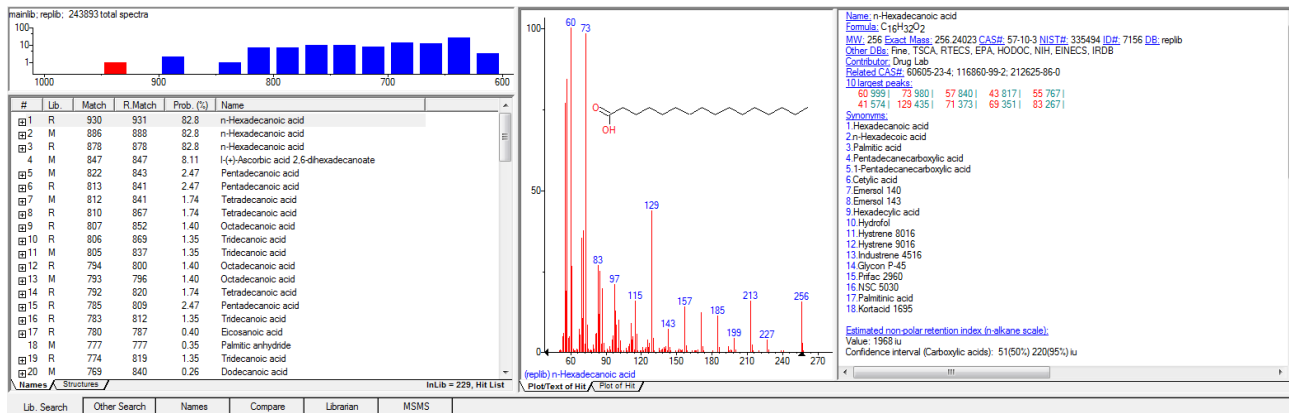 mainlib; replib; 243893 total spectra
100
10
1
1000 900 800 700 600
# Lib. Match R.Match Prob. (%) Name
1 R 930 931 82.8 n-Hexadecanoic acid
2 M 886 888 82.8 n-Hexadecanoic acid
3 R 878 878 82.8 n-Hexadecanoic acid
4 M 847 847 8.11 l-(+)-Ascorbic acid 2,6-dihexadecanoate
5 M 822 843 2.47 Pentadecanoic acid
6 R 813 841 2.47 Pentadecanoic acid
7 M 812 841 1.74 Tetradecanoic acid
8 R 810 867 1.74 Tetradecanoic acid
9 R 807 852 1.40 Octadecanoic acid
10 R 806 869 1.35 Tridecanoic acid
11 M 805 837 1.35 Tridecanoic acid
12 R 794 800 1.40 Octadecanoic acid
13 M 793 796 1.40 Octadecanoic acid
14 R 792 820 1.74 Tetradecanoic acid
15 R 785 809 2.47 Pentadecanoic acid
16 R 783 812 1.35 Tridecanoic acid
17 R 780 787 0.40 Eicosanoic acid
18 M 777 777 0.35 Palmitic anhydride
19 R 774 819 1.35 Tridecanoic acid
20 M 769 840 0.26 Dodecanoic acid
Names Structures InLib = 229, Hit List
100
50
0
60 73
O
OH
129
83
97
115
143
157
185
199
213
227
256
60 90 120 150 180 210 240 270
(replib) n-Hexadecanoic acid
Plot/Text of Hit Plot of Hit
Name: n-Hexadecanoic acid
Formula: C16H32O2
MW: 256 Exact Mass: 256.24023 CAS#: 57-10-3 NIST#: 335494 ID#: 7156 DB: replib
Other DBs: Fine, TSCA, RTECS, EPA, HODOC, NIH, EINECS, IRDB
Contributor: Drug Lab
Related CAS#: 60605-23-4; 116860-99-2; 212625-86-0
10 largest peaks:
60 999 | 73 980 | 57 840 | 43 817 | 55 767 |
41 574 | 129 435 | 71 373 | 69 351 | 83 267 |
Synonyms:
1.Hexadecanoic acid
2.n-Hexadecoic acid
3.Palmitic acid
4.Pentadecanecarboxylic acid
5.1-Pentadecanecarboxylic acid
6.Cetylic acid
7.Emersol 140
8.Emersol 143
9.Hexadecylic acid
10.Hydrofol
11.Hystrene 8016
12.Hystrene 9016
13.Industrene 4516
14.Glycon P-45
15.Prifac 2960
16.NSC 5030
17.Palmitinic acid
18.Kortacid 1695
Estimated non-polar retention index (n-alkane scale):
Value: 1968 iu
Confidence interval (Carboxylic acids): 51(50%) 220(95%) iu
Lib. Search Other Search Names Compare Librarian MSMS